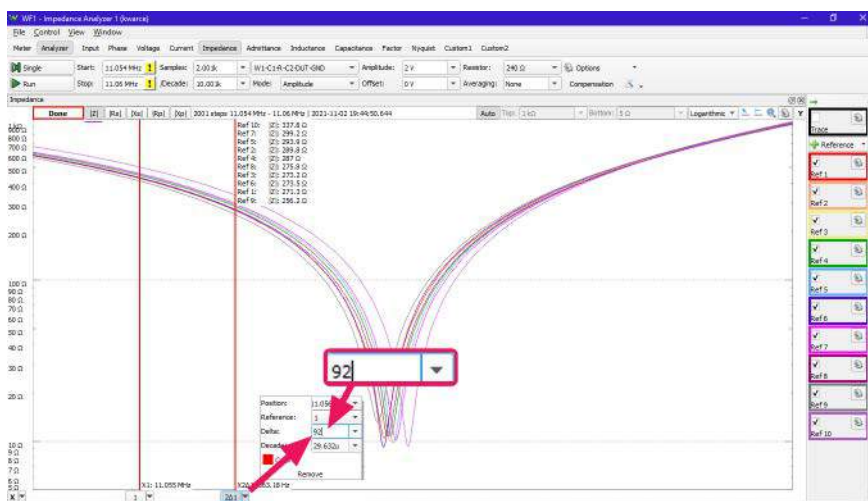 WF1 - Impedance Analyzer 1 (kwarce)
File Control View Window
Meter Analyzer Input Phase Voltage Current Impedance Admittance Inductance Capacitance Factor Nyquist Custom1 Custom2
Single Start: 11.054 MHz Samples: 2.001k W1-C1-R-C2-DUT-GND Amplitude: 2 V Resistor: 240 Ω Options
Run Stop: 11.06 MHz /Decade: 10.00 k Mode: Amplitude Offset: 0 V Averaging: None Compensation
Impedance
Done |Z| |Rs| |Xs| |Rp| |Xp| 2001 steps 11.054 MHz - 11.06 MHz | 2021-11-02 19:44:50.644 Auto Top: 1 kΩ Bottom: 5 Ω Logarithmic Y
1 kΩ
900 Ω
800 Ω
700 Ω
600 Ω
500 Ω
400 Ω
300 Ω
200 Ω
100 Ω
90 Ω
80 Ω
70 Ω
60 Ω
50 Ω
40 Ω
30 Ω
20 Ω
10 Ω
9 Ω
8 Ω
7 Ω
6 Ω
5 Ω
Ref 10: |Z|: 337.8 Ω
Ref 7: |Z|: 299.2 Ω
Ref 5: |Z|: 293.9 Ω
Ref 2: |Z|: 289.8 Ω
Ref 4: |Z|: 287 Ω
Ref 8: |Z|: 275.8 Ω
Ref 3: |Z|: 273.2 Ω
Ref 6: |Z|: 273.5 Ω
Ref 1: |Z|: 271.3 Ω
Ref 9: |Z|: 256.2 Ω
92
Position: 11.056
Reference: 1
Delta: 92
Decade: 29.632u
Remove
X1: 11.055 MHz
X 1 2Δ1
Trace
Reference
Ref 1
Ref 2
Ref 3
Ref 4
Ref 5
Ref 6
Ref 7
Ref 8
Ref 9
Ref 10